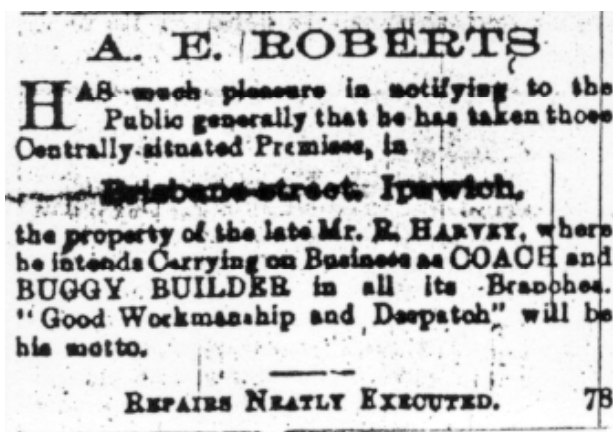 A. E. ROBERTS
HAS much pleasure in notifying to the
Public generally that he has taken those
Centrally-situated Premises, in
Brisbane-street, Ipswich,
the property of the late Mr. R. HARVEY, where
he intends Carrying on Business as COACH and
BUGGY BUILDER in all its Branches.
"Good Workmanship and Despatch" will be
his motto.
REPAIRS NEATLY EXECUTED. 78